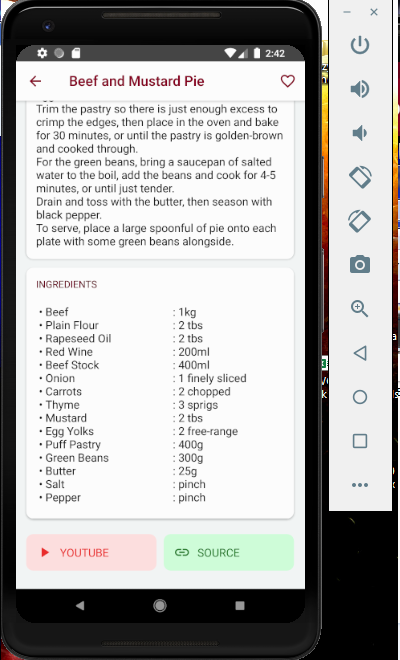 2:42
Beef and Mustard Pie
Trim the pastry so there is just enough excess to
crimp the edges, then place in the oven and bake
for 30 minutes, or until the pastry is golden-brown
and cooked through.
For the green beans, bring a saucepan of salted
water to the boil, add the beans and cook for 4-5
minutes, or until just tender.
Drain and toss with the butter, then season with
black pepper.
To serve, place a large spoonful of pie onto each
plate with some green beans alongside.
INGREDIENTS
• Beef : 1kg
• Plain Flour : 2 tbs
• Rapeseed Oil : 2 tbs
• Red Wine : 200ml
• Beef Stock : 400ml
• Onion : 1 finely sliced
• Carrots : 2 chopped
• Thyme : 3 sprigs
• Mustard : 2 tbs
• Egg Yolks : 2 free-range
• Puff Pastry : 400g
• Green Beans : 300g
• Butter : 25g
• Salt : pinch
• Pepper : pinch
YOUTUBE
SOURCE